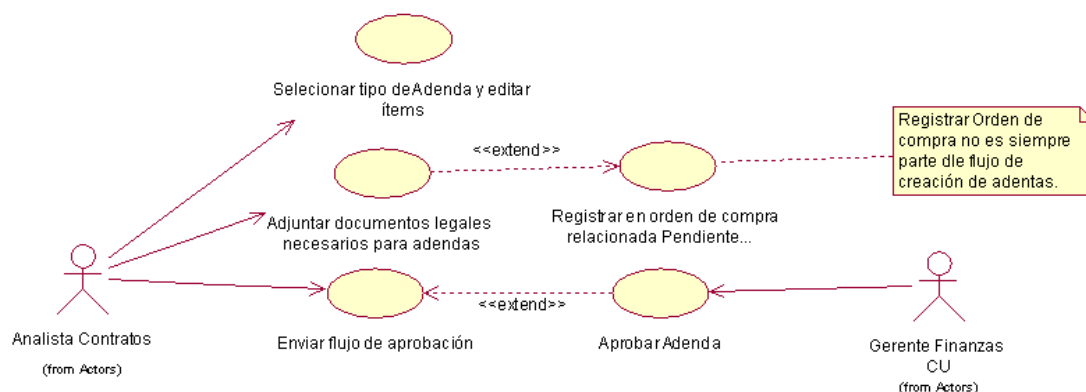 Selecionar tipo de Adenda y editar
ítems
Registrar Orden de
compra no es siempre
parte dle flujo de
creación de adentas.
<<extend>>
Adjuntar documentos legales
necesarios para adendas
Registrar en orden de compra
relacionada Pendiente...
<<extend>>
Analista Contratos
(from Actors)
Enviar flujo de aprobación
Aprobar Adenda
Gerente Finanzas
CU
(from Actors)